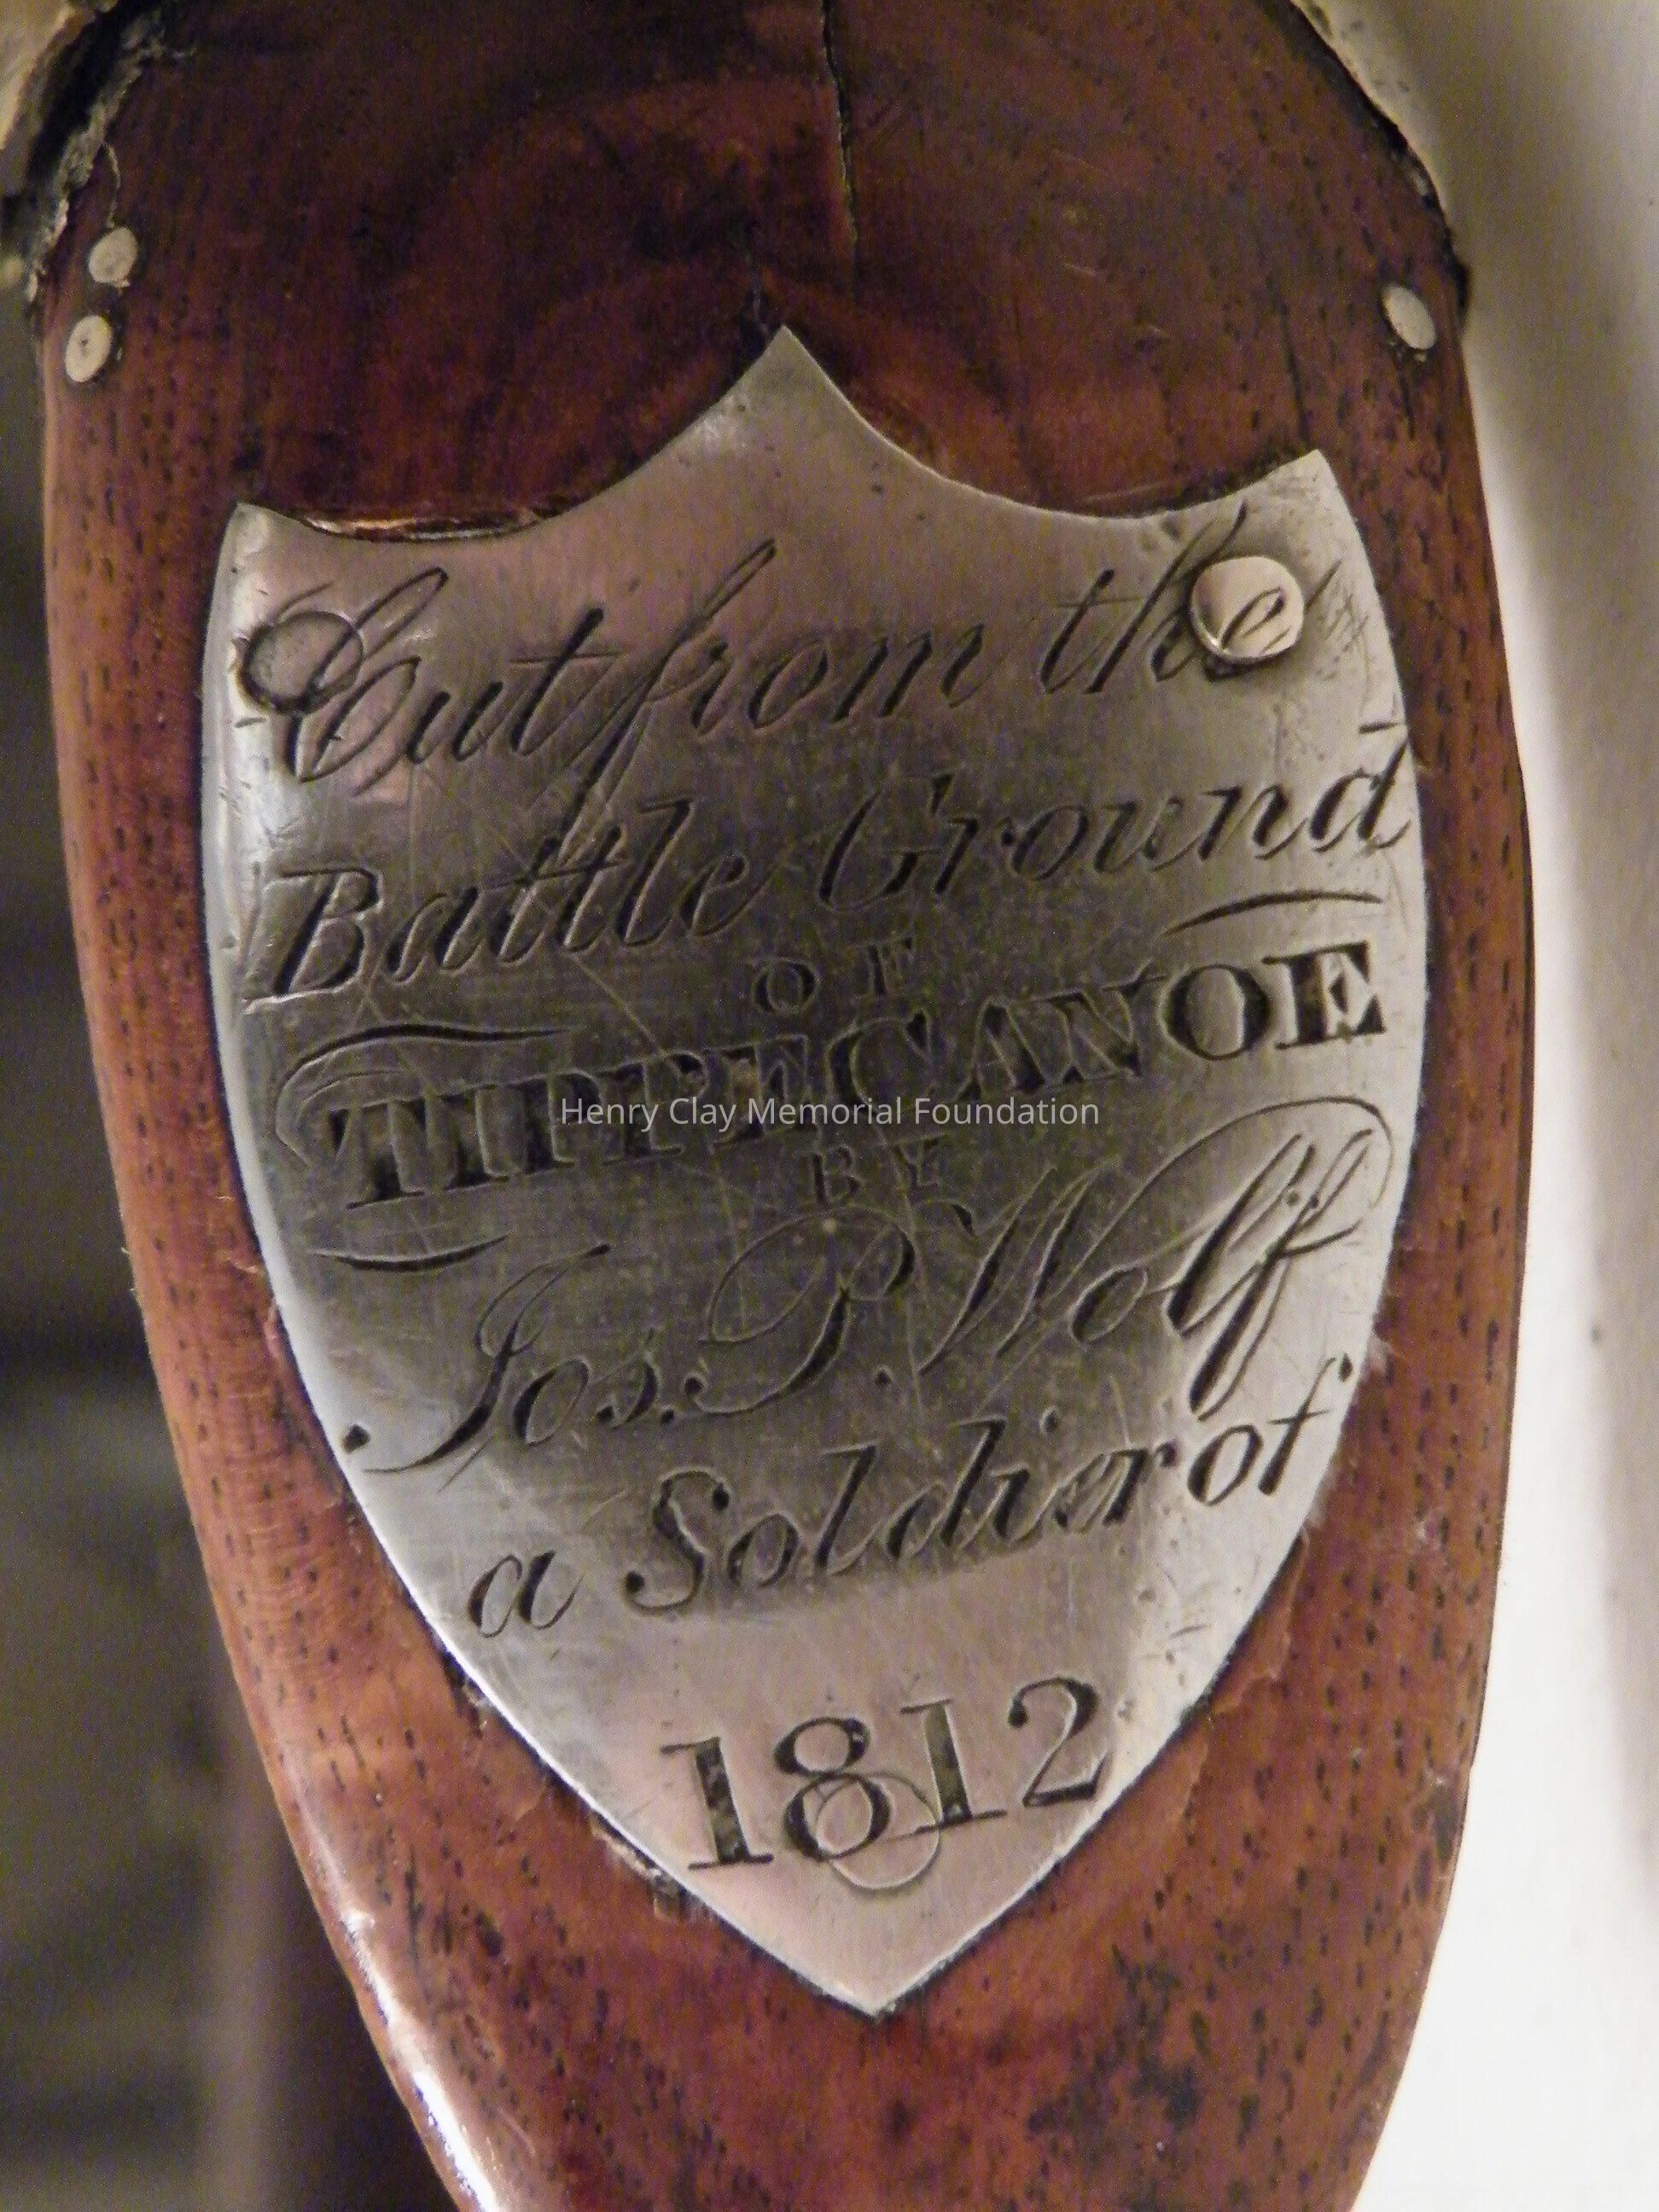 Cut from the
Battle Ground
OF
TIPPECANOE
Henry Clay Memorial Foundation
BY
Jos. P. Wolf
a Soldier of
1812